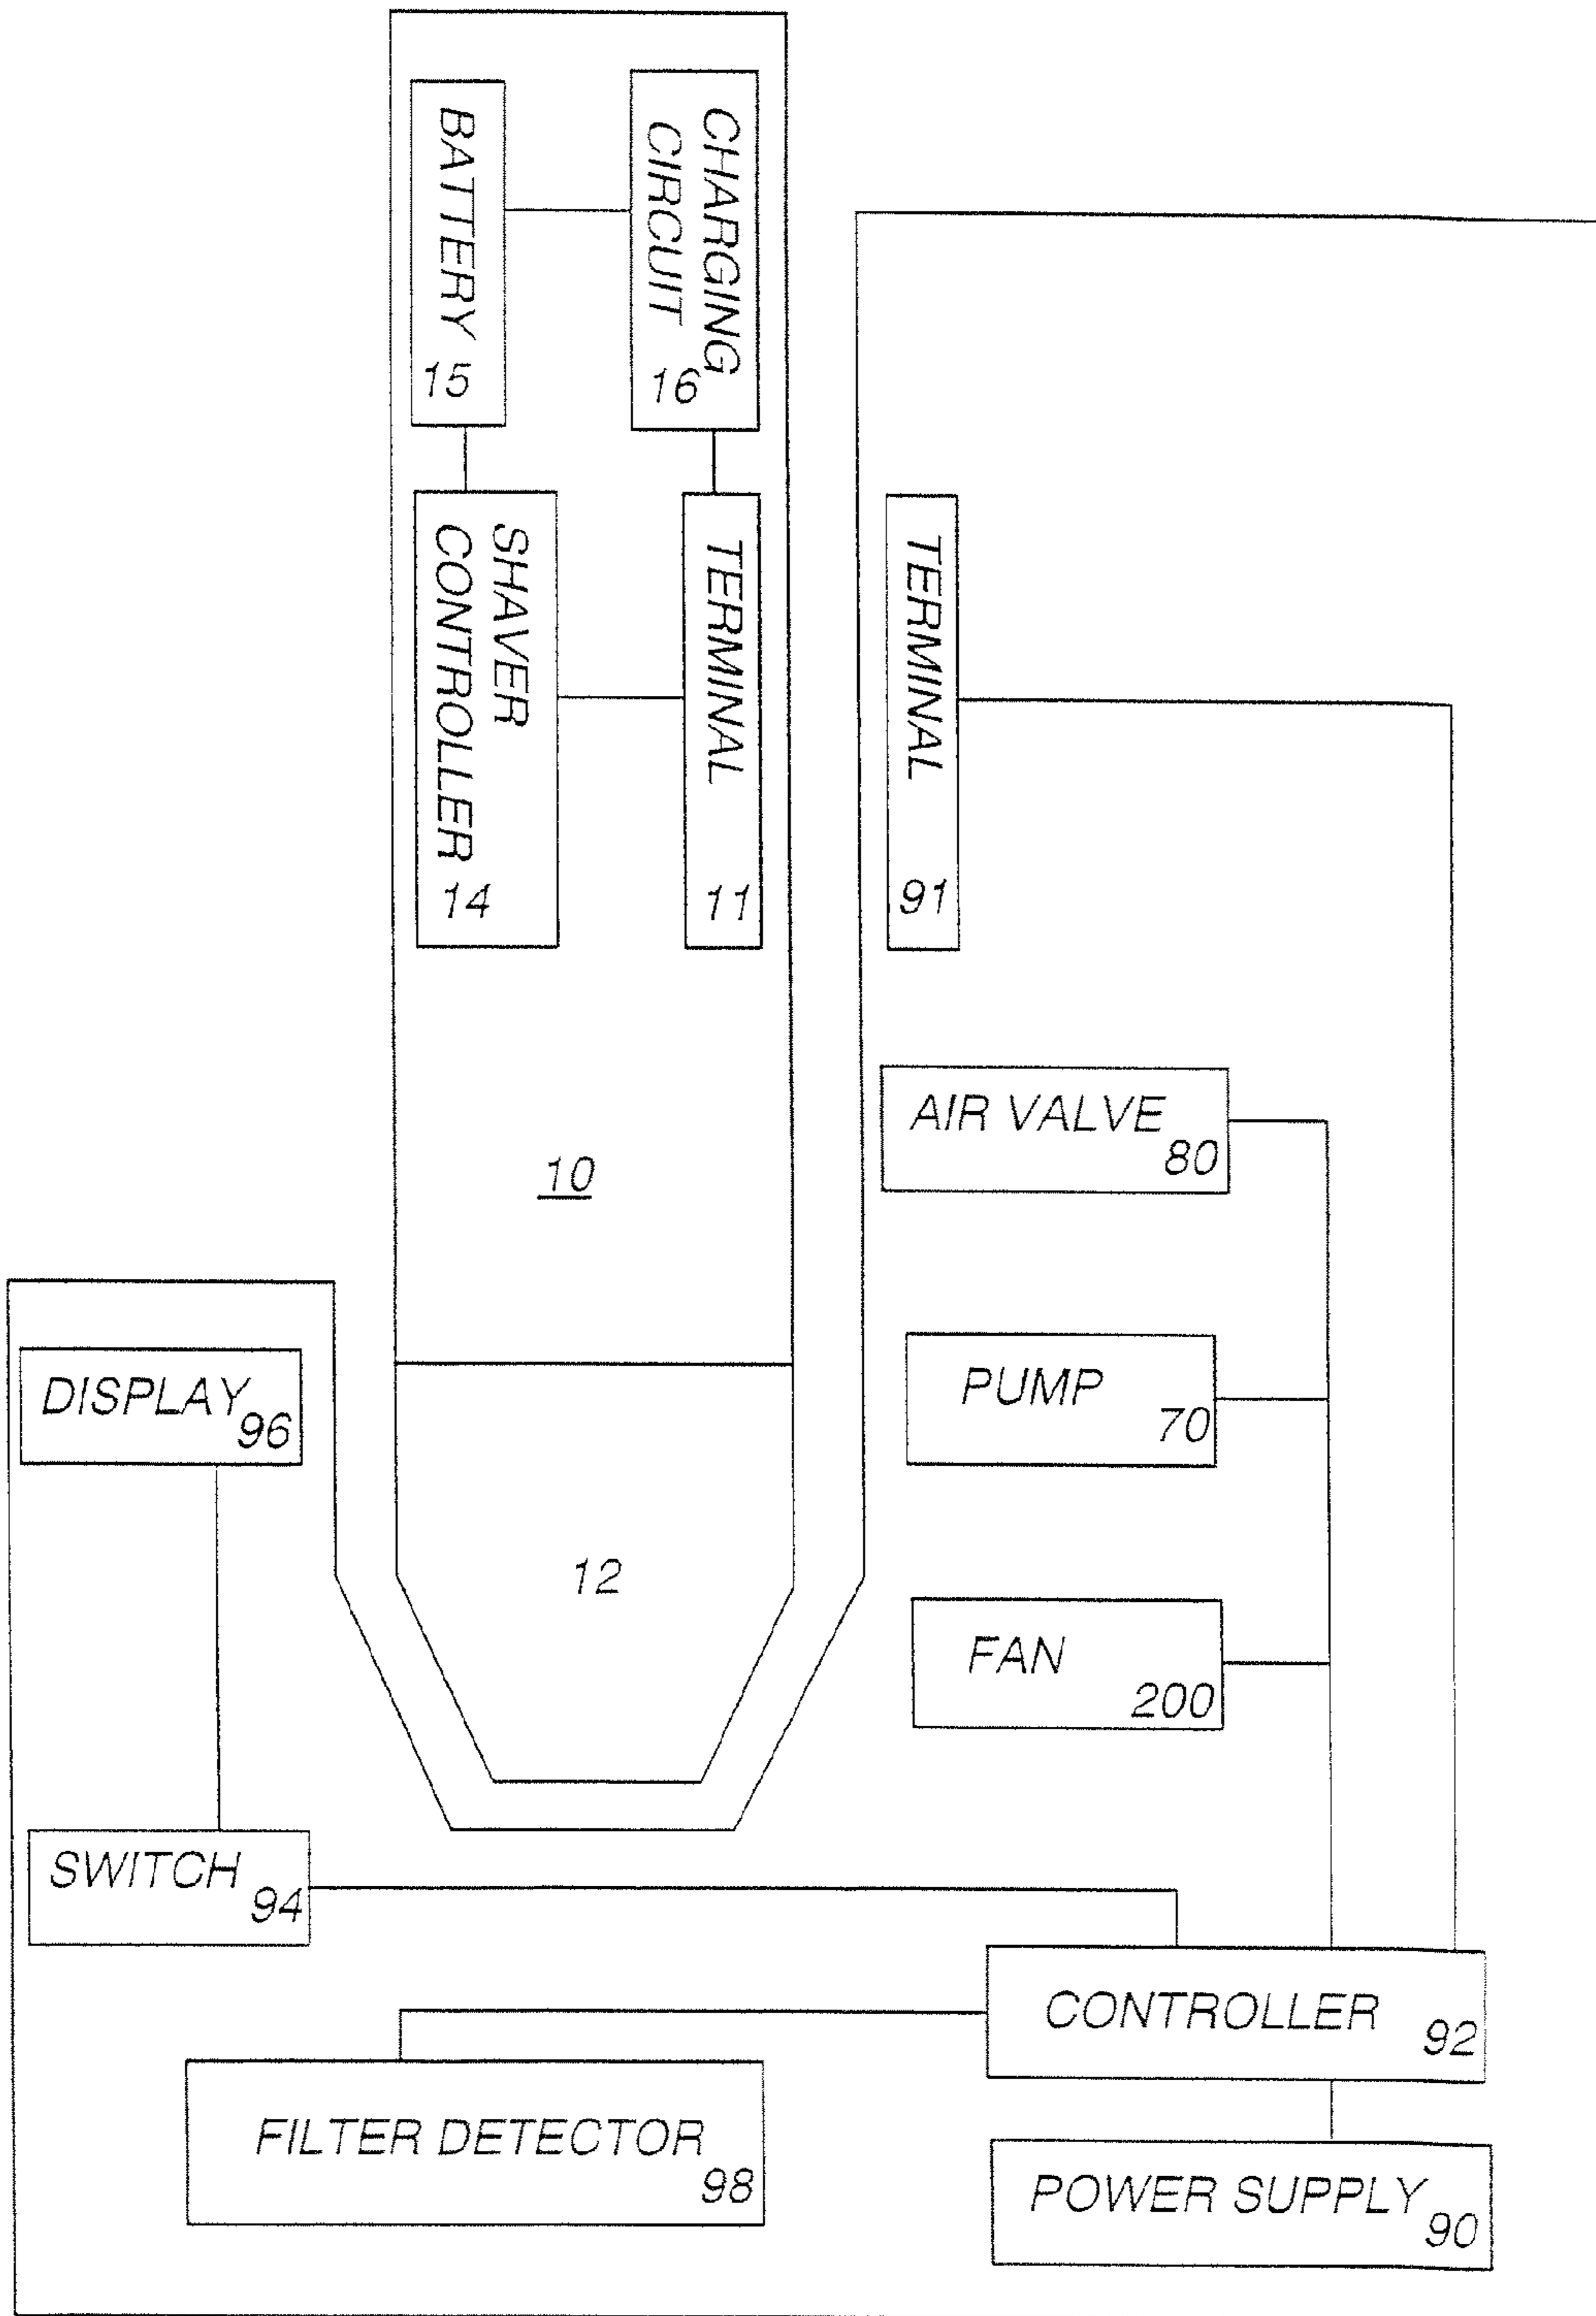 BATTERY
15
CHARGING
CIRCUIT
16
SHAVER
CONTROLLER
14
TERMINAL
11
TERMINAL
91
AIR VALVE
80
10
DISPLAY
96
PUMP
70
12
FAN
200
SWITCH
94
CONTROLLER
92
FILTER DETECTOR
98
POWER SUPPLY
90